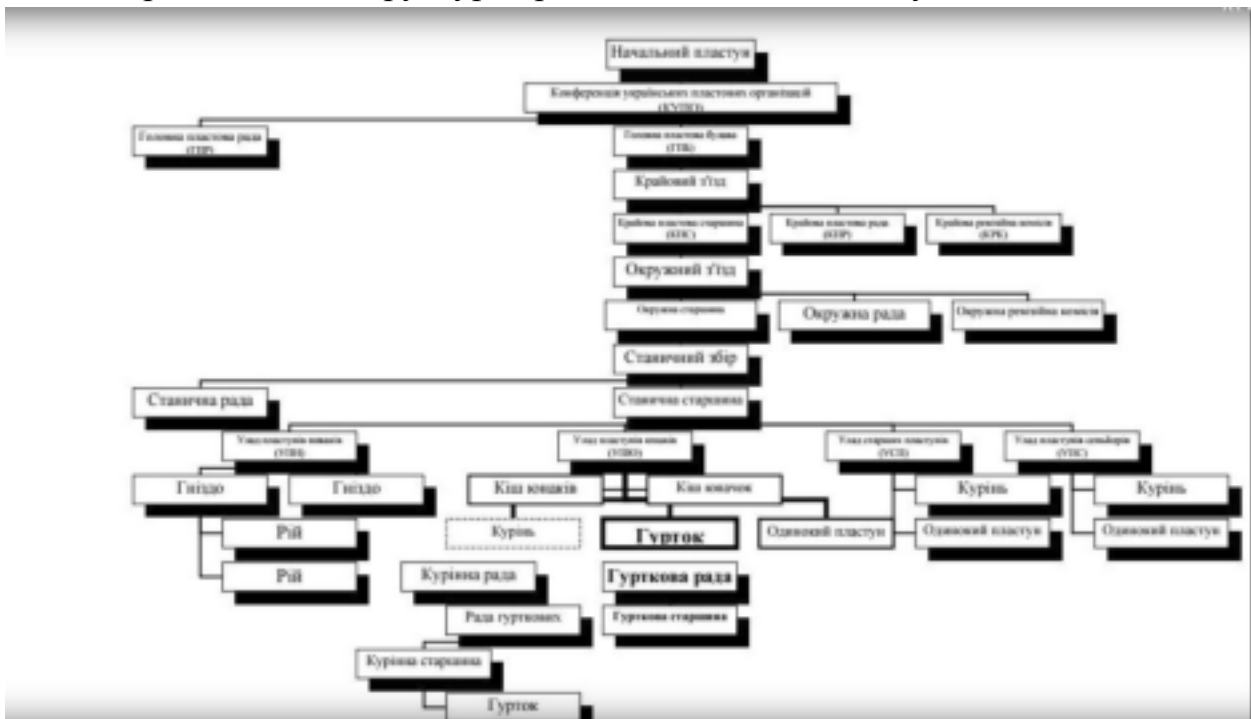 Начальний пластун
Конференція українських пластових організацій
(КУПО)
Головна пластова рада
(ГПР)
Головна пластова булава
(ГПБ)
Крайовий з'їзд
Крайова пластова старшина
(КПС)
Крайова пластова рада
(КПР)
Крайова ревізійна комісія
(КРК)
Окружний з'їзд
Окружна старшина
Окружна рада
Окружна ревізійна комісія
Станичний збір
Станична рада
Станична старшина
Улад пластунів новаків
(УПН)
Улад пластунів юнаків
(УПЮ)
Улад старших пластунів
(УСП)
Улад пластунів сеньйорів
(УПС)
Гніздо
Гніздо
Кіш юнаків
Кіш юначок
Курінь
Курінь
Рій
Курінь
Гурток
Одинокий пластун
Одинокий пластун
Одинокий пластун
Рій
Курінна рада
Гурткова рада
Рада гурткових
Гурткова старшина
Курінна старшина
Гурток